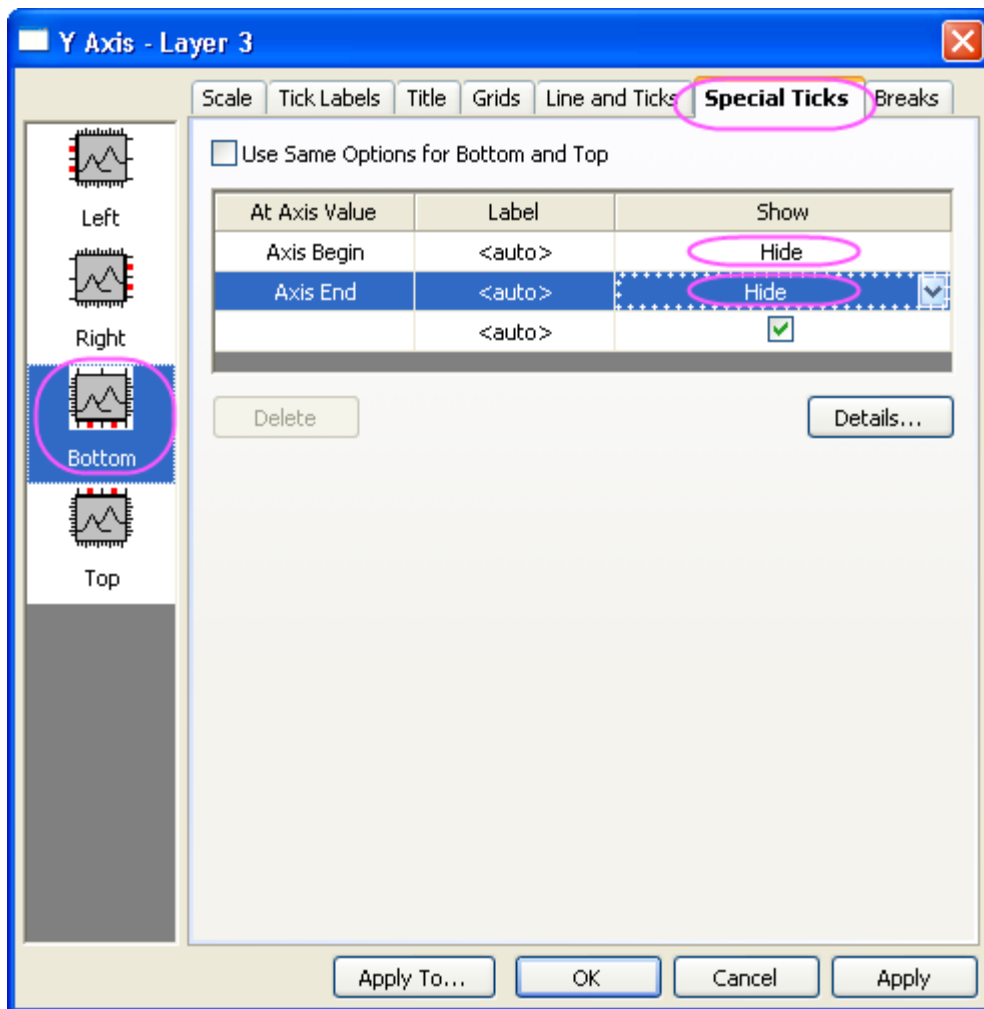 Y Axis - Layer 3
Scale Tick Labels Title Grids Line and Ticks Special Ticks Breaks
Left
Right
Bottom
Top
Use Same Options for Bottom and Top
At Axis Value Label Show
Axis Begin <auto> Hide
Axis End <auto> Hide
<auto>
Delete Details...
Apply To... OK Cancel Apply